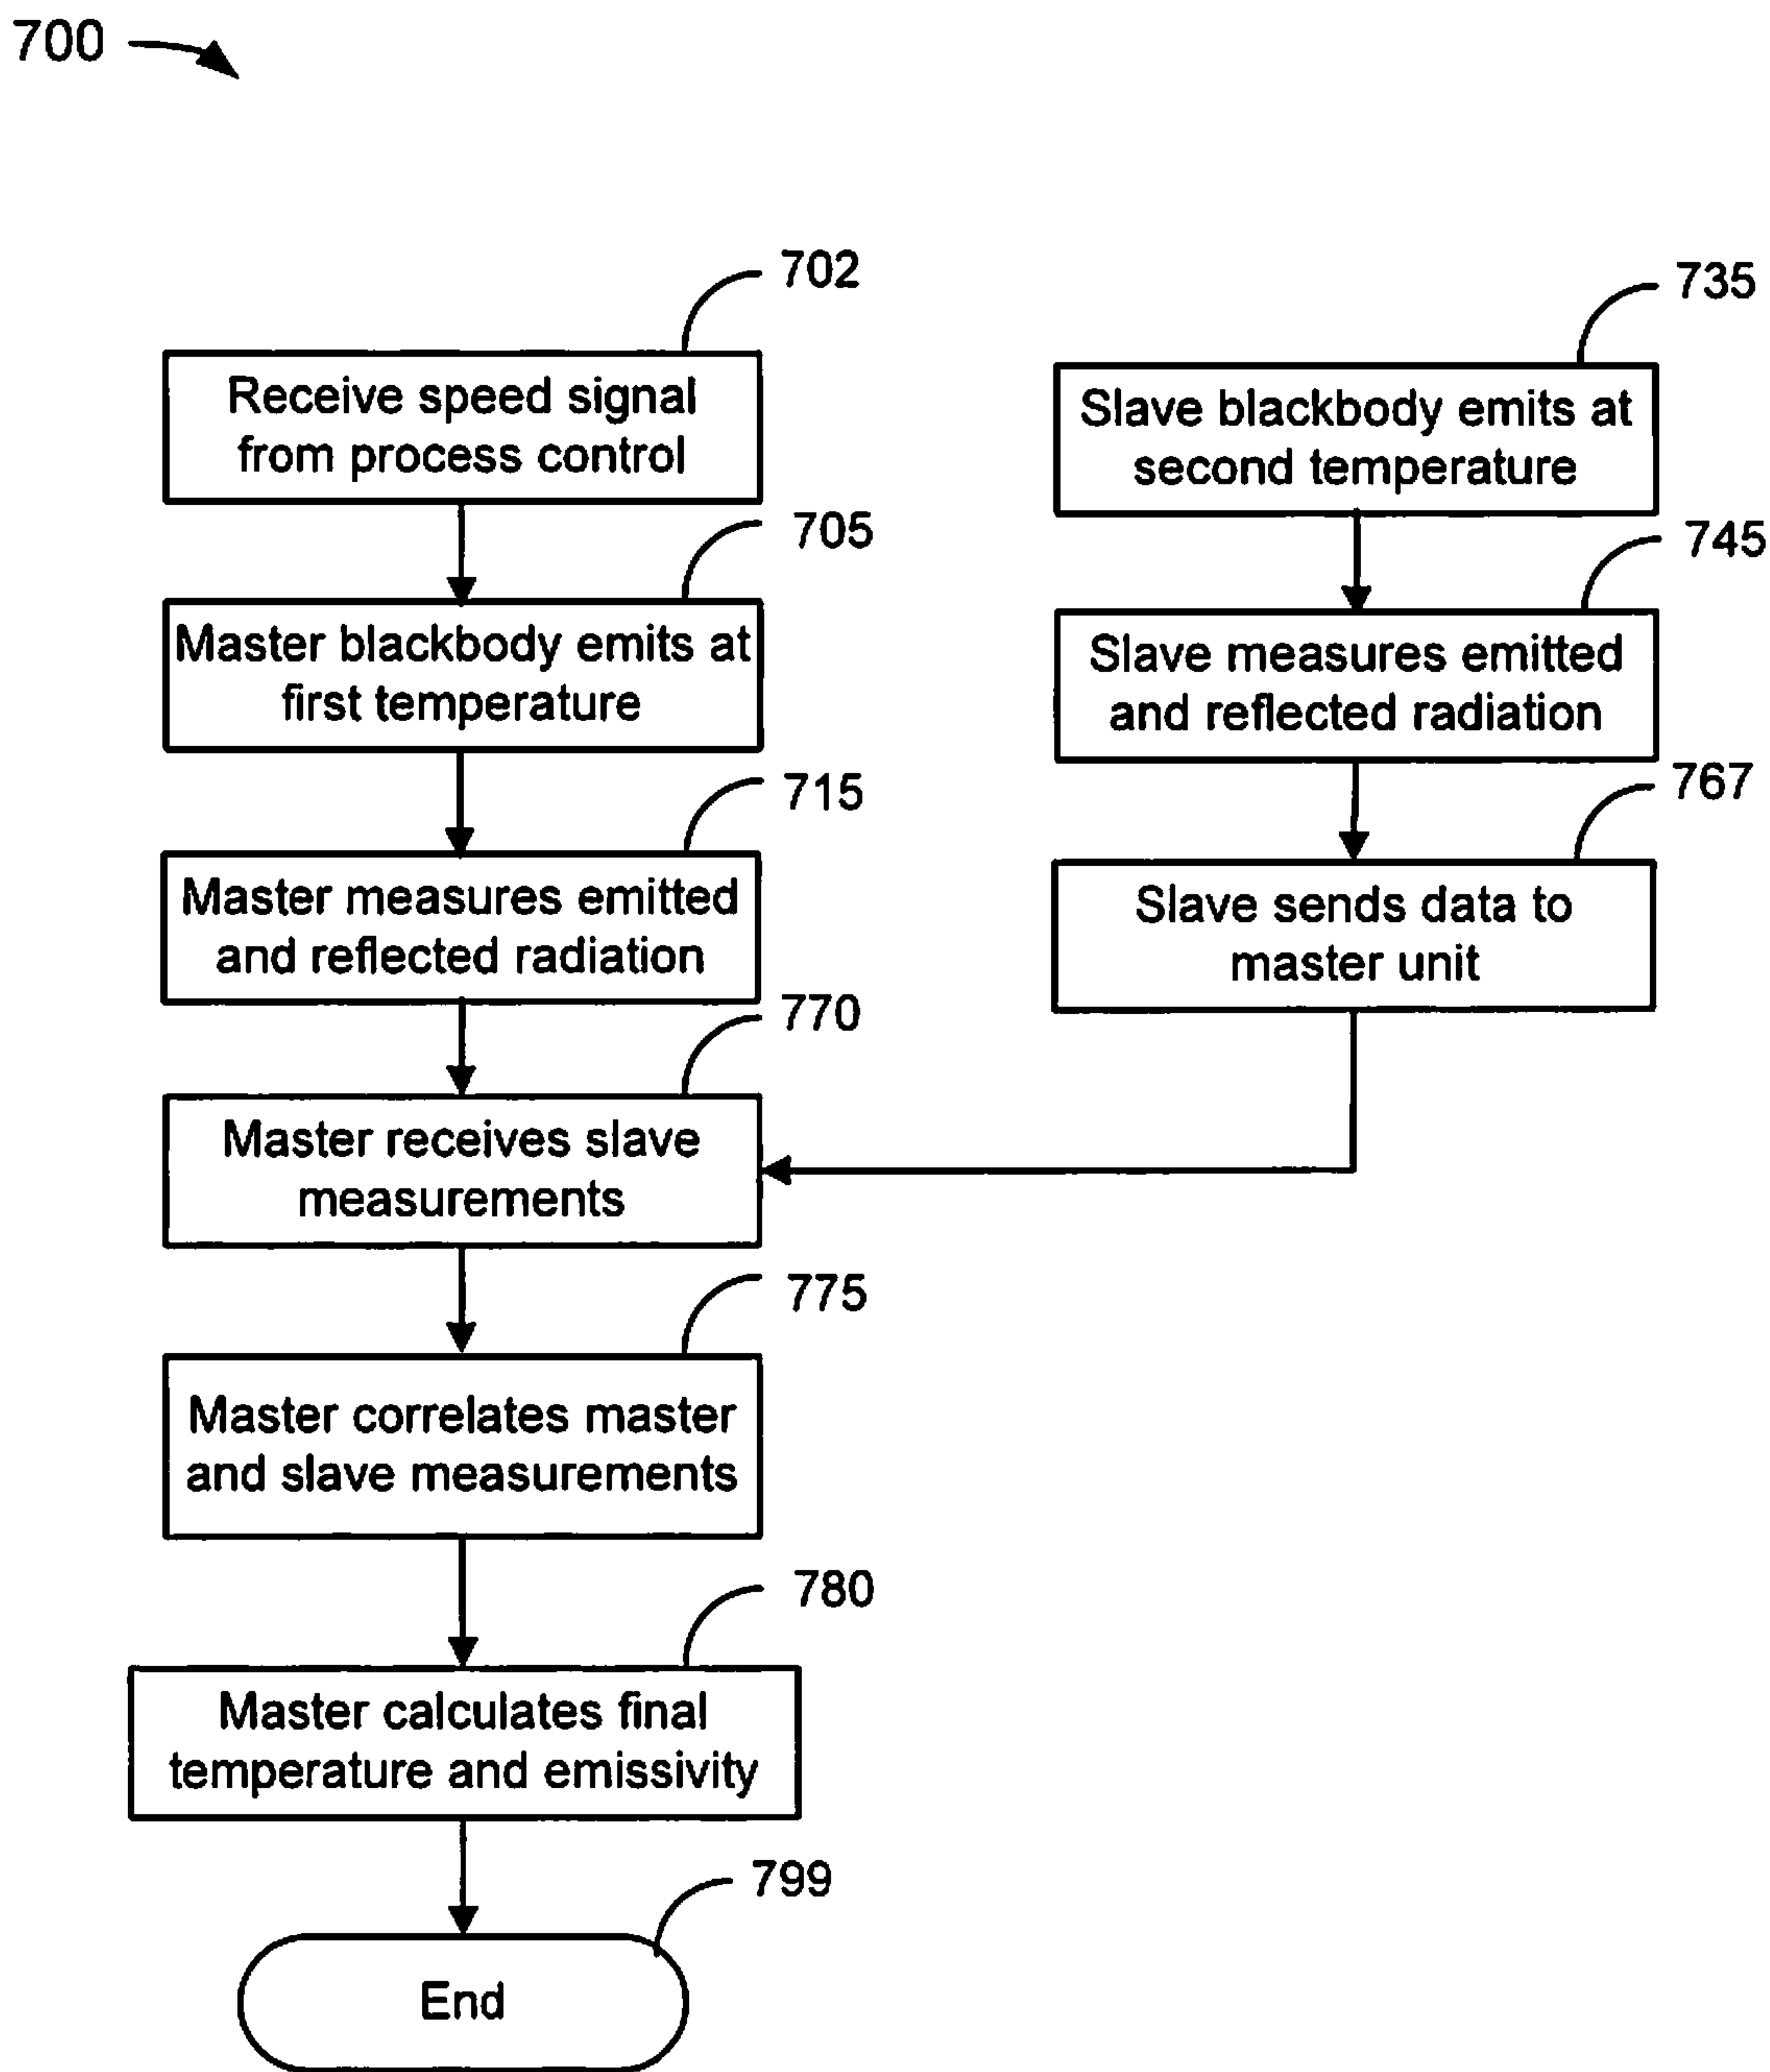 700
702
Receive speed signal
from process control
705
Master blackbody emits at
first temperature
715
Master measures emitted
and reflected radiation
770
Master receives slave
measurements
775
Master correlates master
and slave measurements
780
Master calculates final
temperature and emissivity
799
End
735
Slave blackbody emits at
second temperature
745
Slave measures emitted
and reflected radiation
767
Slave sends data to
master unit